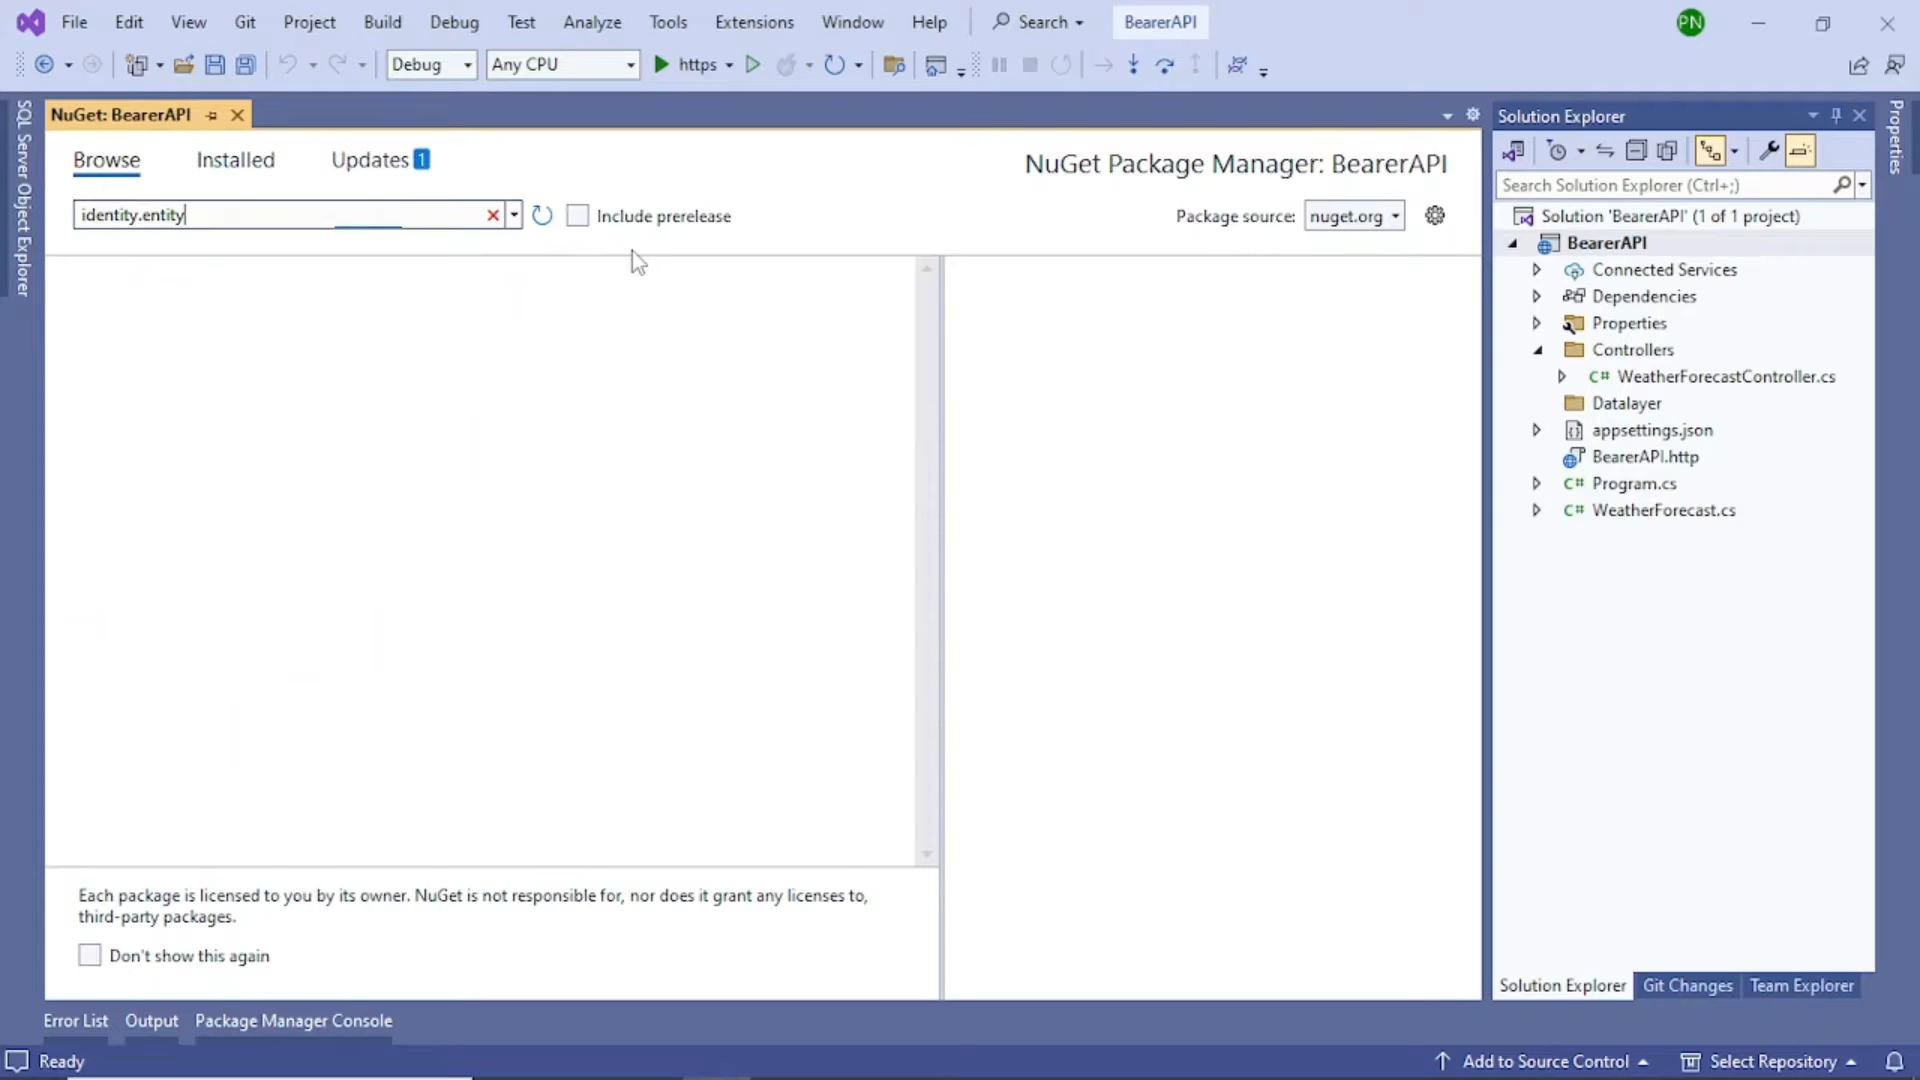 File Edit View Git Project Build Debug Test Analyze Tools Extensions Window Help Search BearerAPI PN
Debug Any CPU https
SQL Server Object Explorer
NuGet: BearerAPI
Browse Installed Updates 1
NuGet Package Manager: BearerAPI
identity.entity
Include prerelease
Package source: nuget.org
Each package is licensed to you by its owner. NuGet is not responsible for, nor does it grant any licenses to,
third-party packages.
Don't show this again
Solution Explorer
Search Solution Explorer (Ctrl+;)
Solution 'BearerAPI' (1 of 1 project)
BearerAPI
Connected Services
Dependencies
Properties
Controllers
C# WeatherForecastController.cs
Datalayer
appsettings.json
BearerAPI.http
C# Program.cs
C# WeatherForecast.cs
Solution Explorer Git Changes Team Explorer
Properties
Error List Output Package Manager Console
Ready
Add to Source Control Select Repository